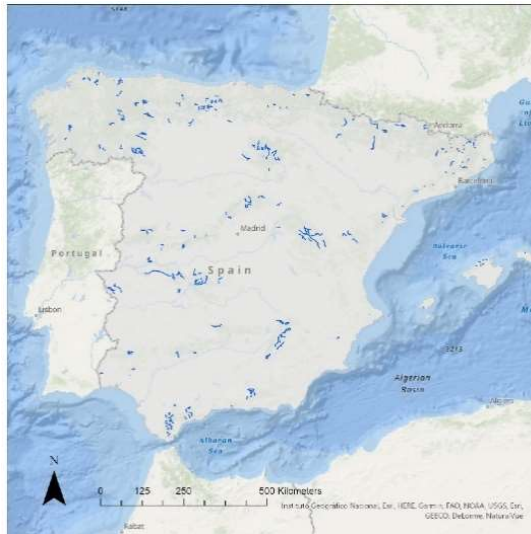 Andorra
Barcelona
Madrid
Portugal
Spain
Balearic
Sea
Lisbon
Algerian
Basin
Algiers
Alboran
Sea
N
0 125 250 500 Kilometers
Instituto Geográfico Nacional, Esri, HERE, Garmin, FAO, NOAA, USGS, Esri,
GEBCO, DeLorme, NaturalVue
Rabat